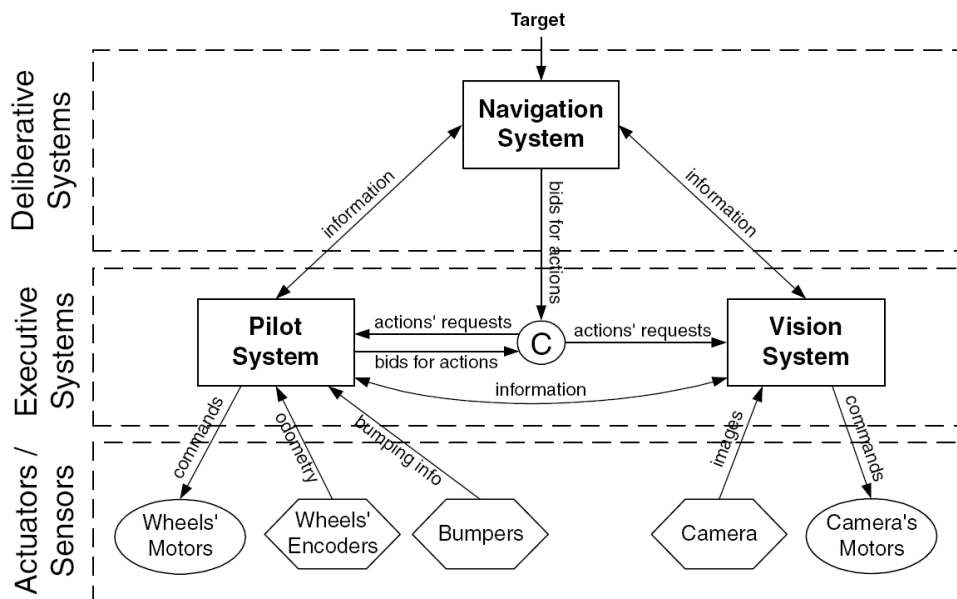 Target
Deliberative
Systems
Navigation
System
information
bids for actions
information
Executive
Systems
Pilot
System
actions' requests
bids for actions
C
actions' requests
information
Vision
System
commands
odometry
bumping info
images
commands
Actuators /
Sensors
Wheels'
Motors
Wheels'
Encoders
Bumpers
Camera
Camera's
Motors